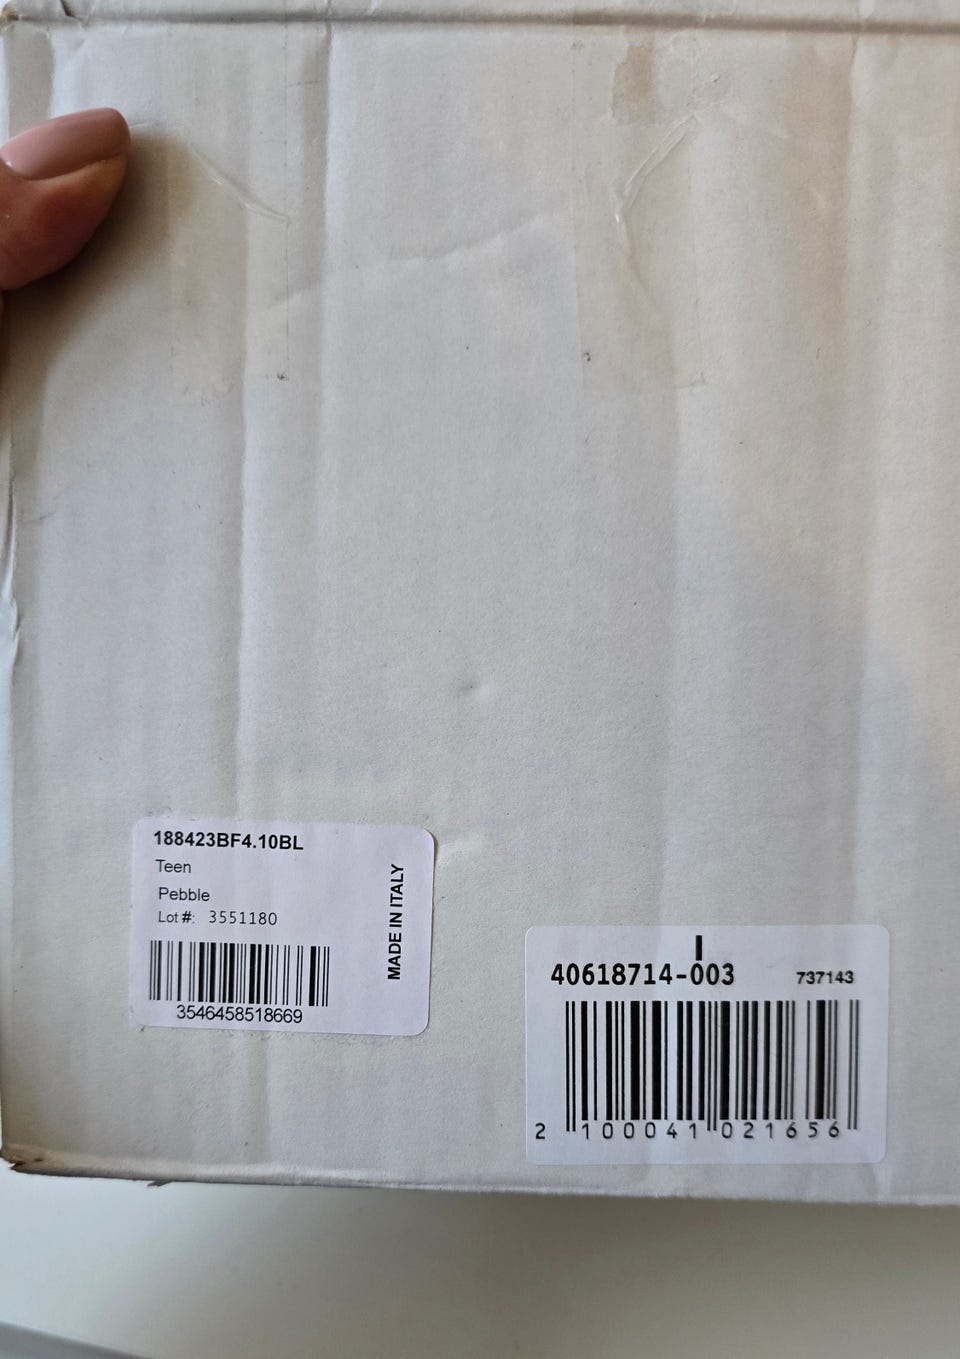 188423BF4.10BL
Teen
Pebble
Lot #: 3551180
3546458518669
MADE IN ITALY
40618714-003 737143
2 100041 021656